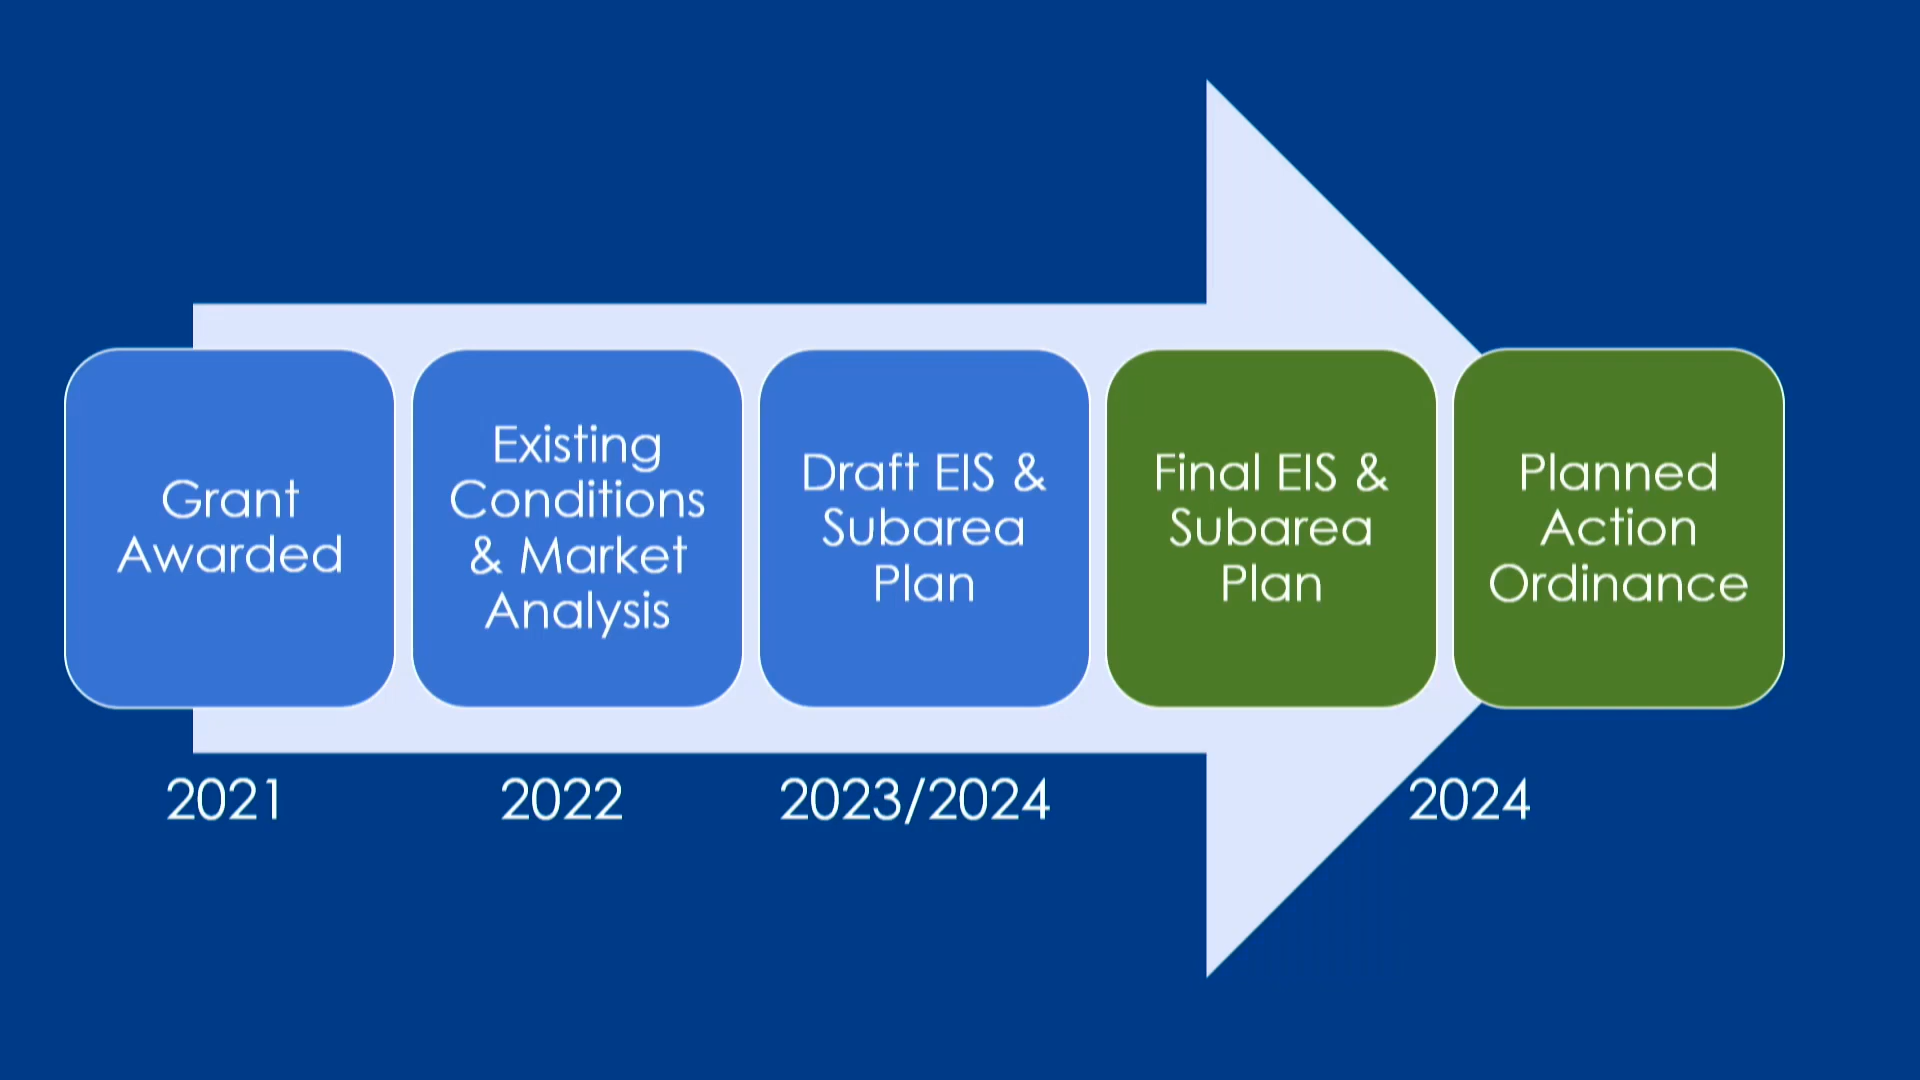 Grant
Awarded
Existing
Conditions
& Market
Analysis
Draft EIS &
Subarea
Plan
Final EIS &
Subarea
Plan
Planned
Action
Ordinance
2021
2022
2023/2024
2024